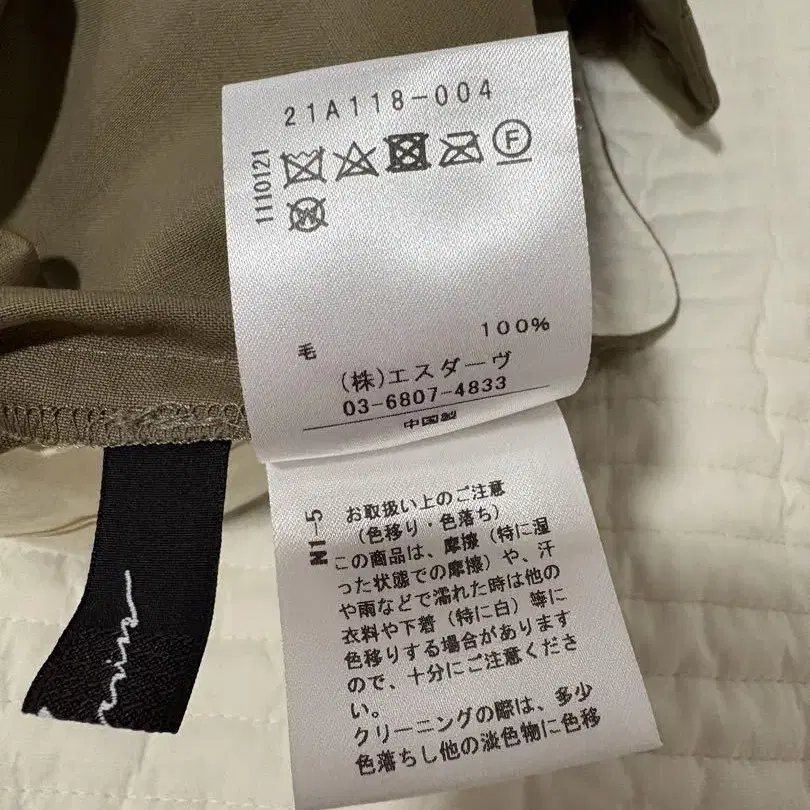 21A118-004
1110121
F
W
毛 100%
(株)エスダーヴ
03-6807-4833
中国製
N1-5
お取扱い上のご注意
(色移り・色落ち)
この商品は、摩擦(特に湿
った状態での摩擦)や、汗
や雨などで濡れた時は他の
衣料や下着(特に白)等に
色移りする場合があります
ので、十分にご注意くださ
い。
クリーニングの際は、多少
色落ちし他の淡色物に色移